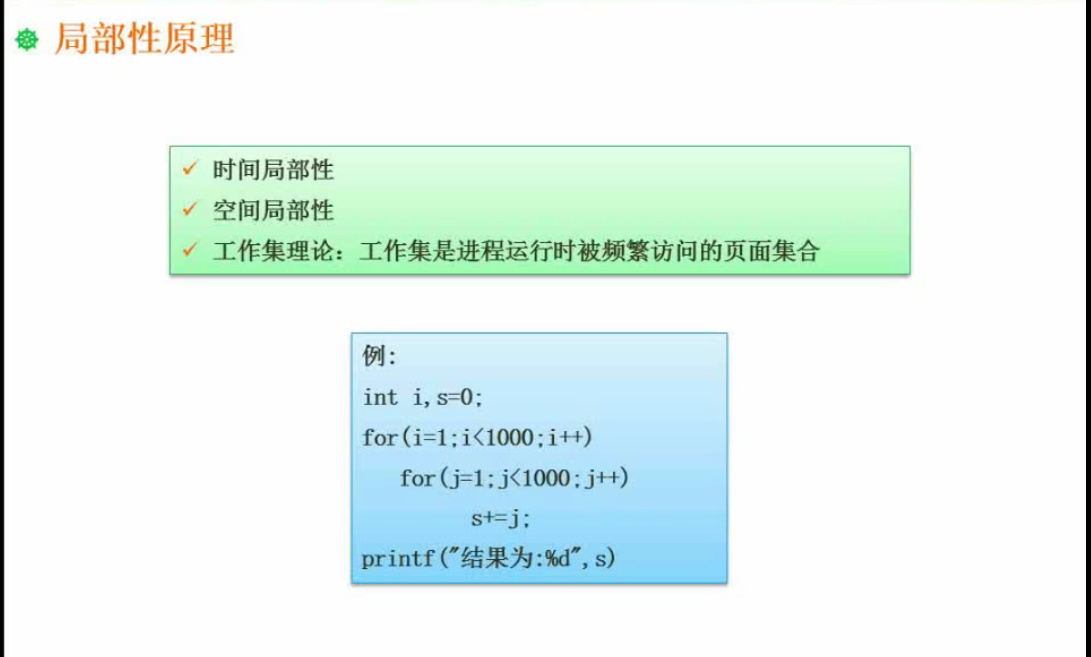 局部性原理
时间局部性
空间局部性
工作集理论：工作集是进程运行时被频繁访问的页面集合
例:
int i,s=0;
for(i=1;i<1000;i++)
for(j=1;j<1000;j++)
s+=j;
printf("结果为:%d",s)